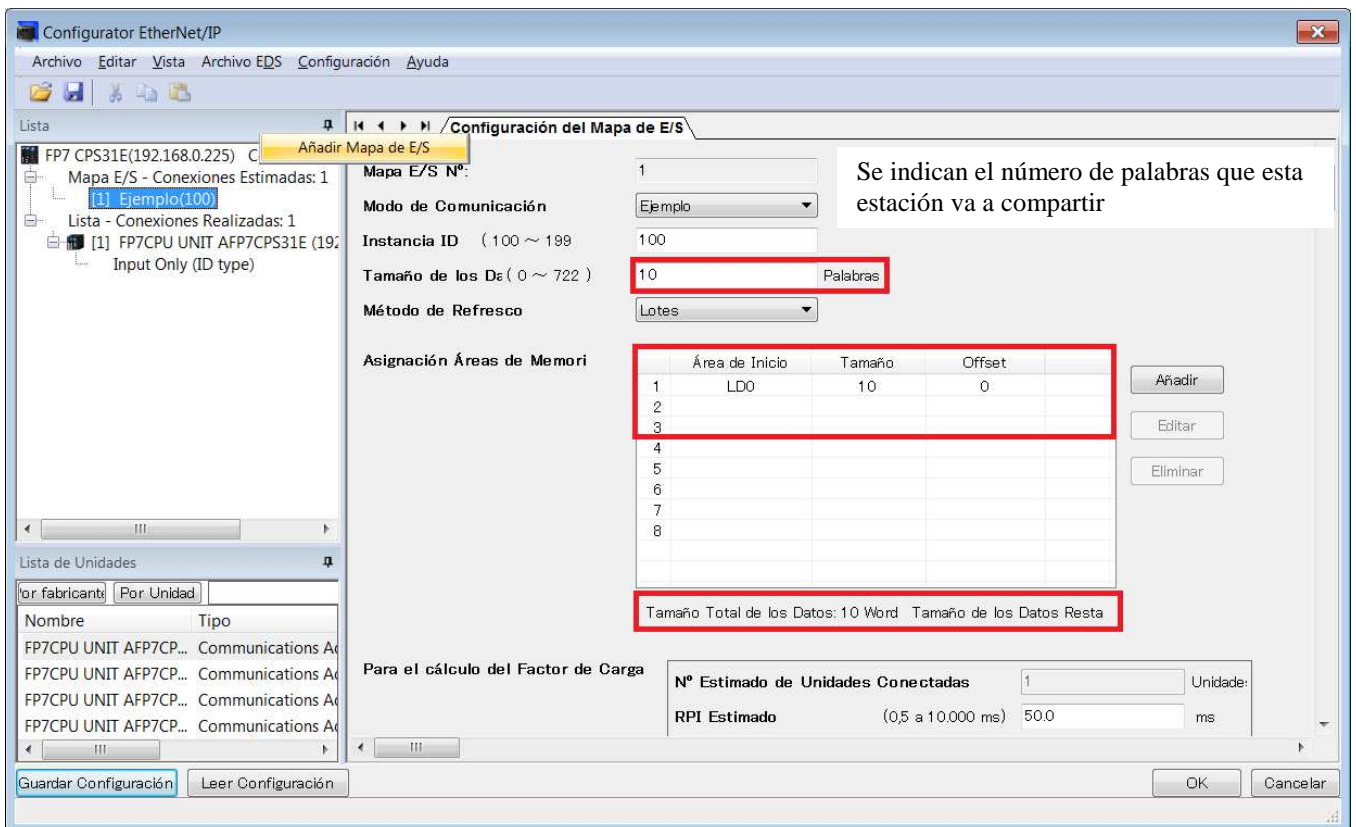 Configurator EtherNet/IP
Archivo Editar Vista Archivo EDS Configuración Ayuda
Lista
Configuración del Mapa de E/S
Añadir Mapa de E/S
FP7 CPS31E(192.168.0.225) C
Mapa E/S - Conexiones Estimadas: 1
[1] Ejemplo(100)
Lista - Conexiones Realizadas: 1
[1] FP7CPU UNIT AFP7CPS31E (192
Input Only (ID type)
Mapa E/S Nº: 1
Se indican el número de palabras que esta
estación va a compartir
Modo de Comunicación Ejemplo
Instancia ID (100 ~ 199 100
Tamaño de los Da( 0 ~ 722 ) 10 Palabras
Método de Refresco Lotes
Asignación Áreas de Memori
Área de Inicio Tamaño Offset
1 LD0 10 0
2
3
4
5
6
7
8
Añadir
Editar
Eliminar
Tamaño Total de los Datos: 10 Word Tamaño de los Datos Resta
Lista de Unidades
or fabricante Por Unidad
Nombre Tipo
FP7CPU UNIT AFP7CP... Communications Ad
FP7CPU UNIT AFP7CP... Communications Ad
FP7CPU UNIT AFP7CP... Communications Ad
FP7CPU UNIT AFP7CP... Communications Ad
Para el cálculo del Factor de Carga
Nº Estimado de Unidades Conectadas 1 Unidade
RPI Estimado (0,5 a 10.000 ms) 50.0 ms
Guardar Configuración Leer Configuración OK Cancelar